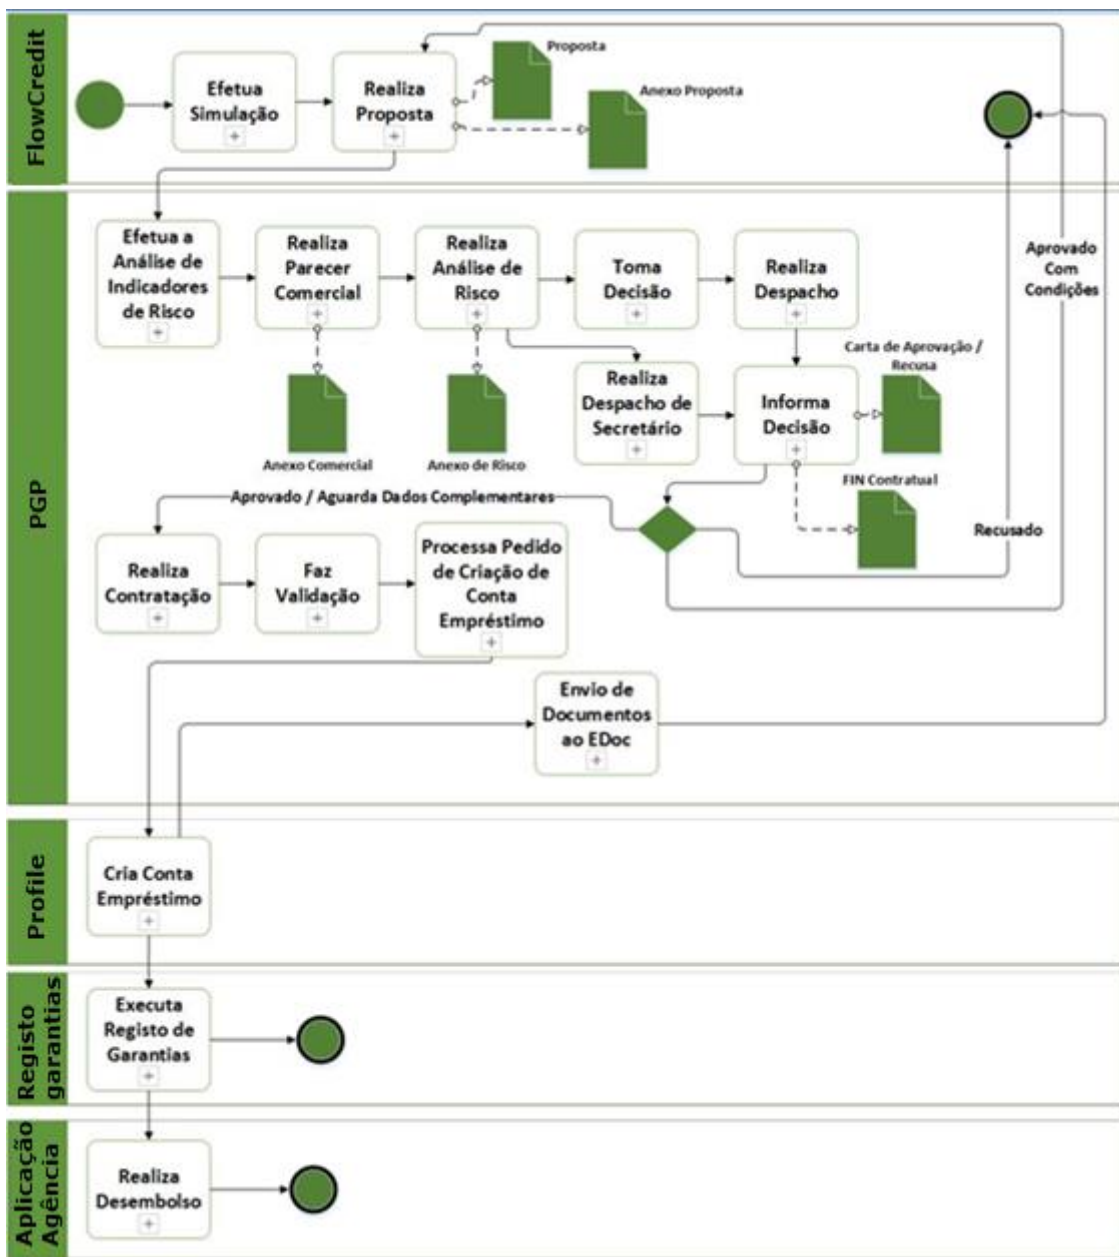 FlowCredit
Efetua
Simulação
Realiza
Proposta
Proposta
Anexo Proposta
PGP
Efetua a
Análise de
Indicadores
de Risco
Realiza
Parecer
Comercial
Realiza
Análise de
Risco
Toma
Decisão
Realiza
Despacho
Aprovado
Com
Condições
Anexo Comercial
Anexo de Risco
Realiza
Despacho de
Secretário
Informa
Decisão
Carta de Aprovação /
Recusa
FIN Contratual
Recusado
Aprovado / Aguarda Dados Complementares
Realiza
Contratação
Faz
Validação
Processa Pedido
de Criação de
Conta
Empréstimo
Envio de
Documentos
ao EDoc
Profile
Cria Conta
Empréstimo
Registo
garantias
Executa
Registo de
Garantias
Aplicação
Agência
Realiza
Desembolso